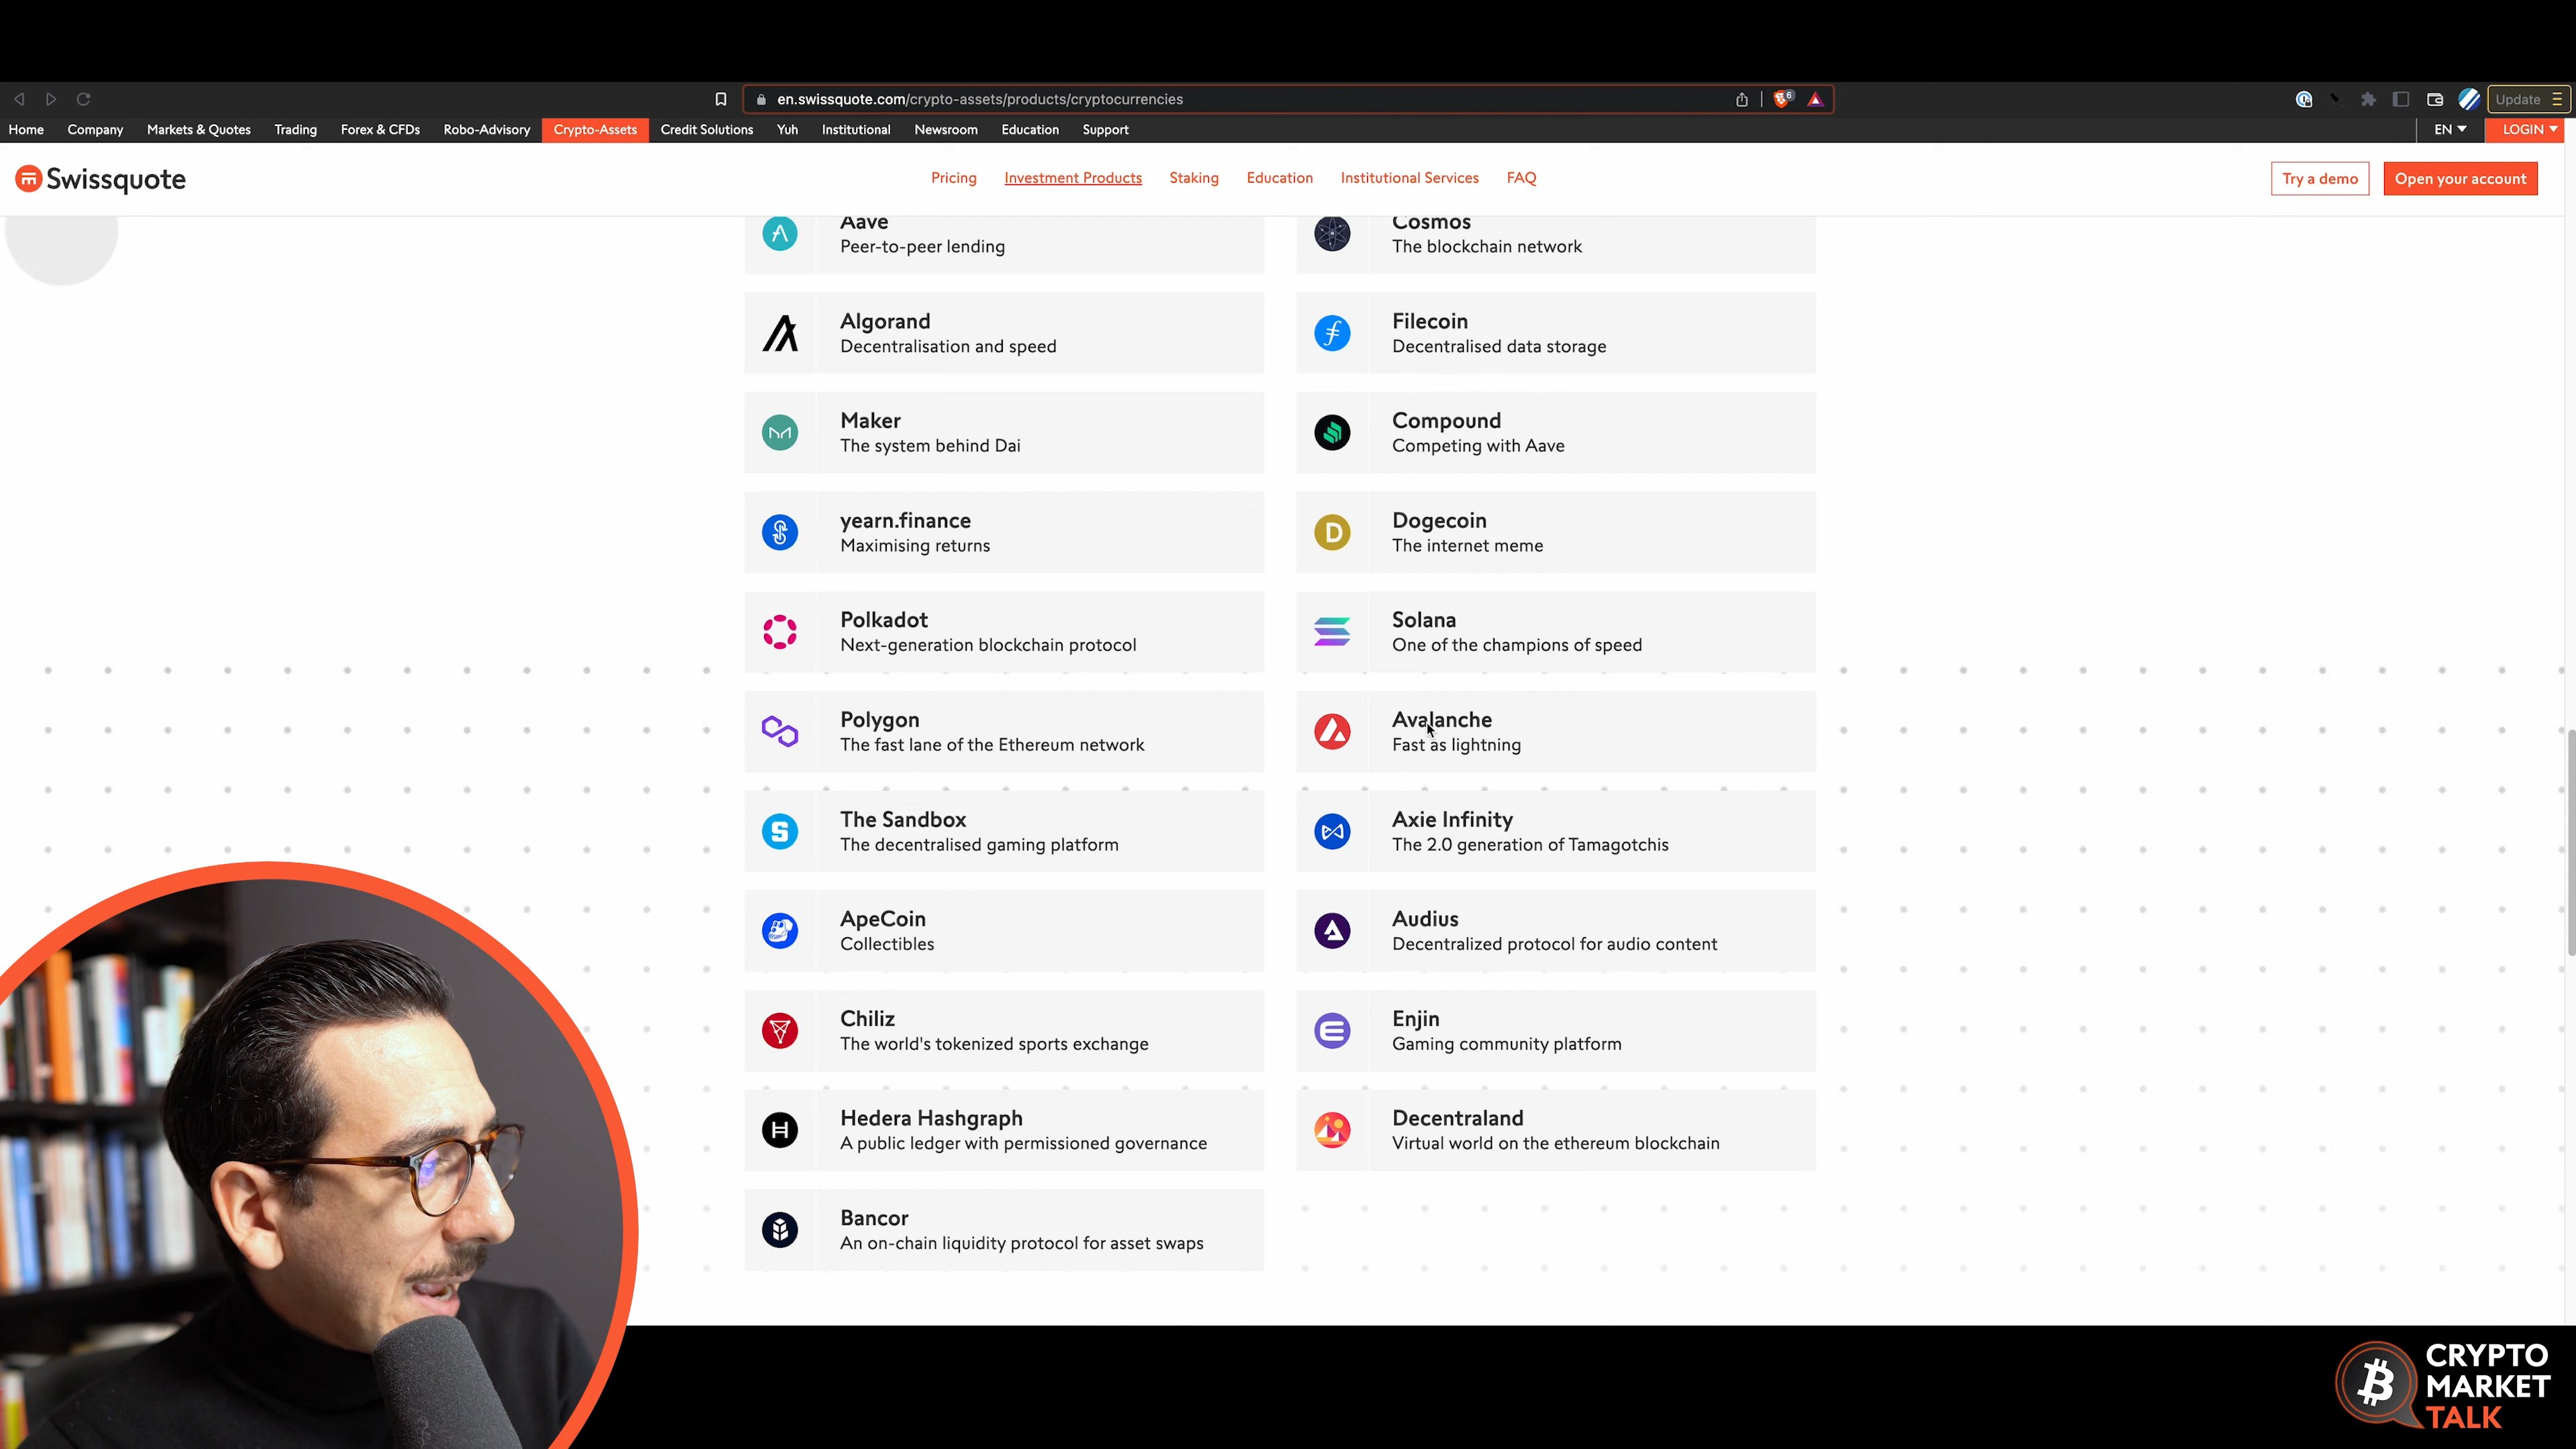 en.swissquote.com/crypto-assets/products/cryptocurrencies
6
Update
Home Company Markets & Quotes Trading Forex & CFDs Robo-Advisory Crypto-Assets Credit Solutions Yuh Institutional Newsroom Education Support EN LOGIN
Swissquote
Pricing Investment Products Staking Education Institutional Services FAQ
Try a demo
Open your account
Aave
Peer-to-peer lending
Cosmos
The blockchain network
Algorand
Decentralisation and speed
Filecoin
Decentralised data storage
Maker
The system behind Dai
Compound
Competing with Aave
yearn.finance
Maximising returns
Dogecoin
The internet meme
Polkadot
Next-generation blockchain protocol
Solana
One of the champions of speed
Polygon
The fast lane of the Ethereum network
Avalanche
Fast as lightning
The Sandbox
The decentralised gaming platform
Axie Infinity
The 2.0 generation of Tamagotchis
ApeCoin
Collectibles
Audius
Decentralized protocol for audio content
Chiliz
The world's tokenized sports exchange
Enjin
Gaming community platform
Hedera Hashgraph
A public ledger with permissioned governance
Decentraland
Virtual world on the ethereum blockchain
Bancor
An on-chain liquidity protocol for asset swaps
CRYPTO
MARKET
TALK